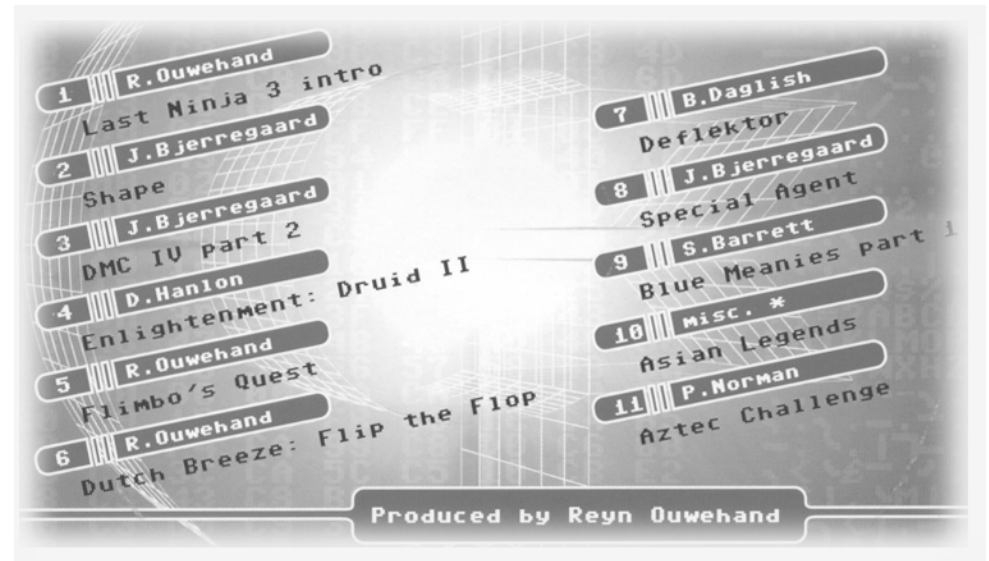 1 R.Ouwehand
Last Ninja 3 intro
2 J.Bjerregaard
Shape
3 J.Bjerregaard
DMC IV part 2
4 D.Hanlon
Enlightenment: Druid II
5 R.Ouwehand
Flimbo's Quest
6 R.Ouwehand
Dutch Breeze: Flip the Flop
7 B.Daglish
Deflektor
8 J.Bjerregaard
Special Agent
9 S.Barrett
Blue Meanies part 1
10 misc. *
Asian Legends
11 P.Norman
Aztec Challenge
Produced by Reyn Ouwehand